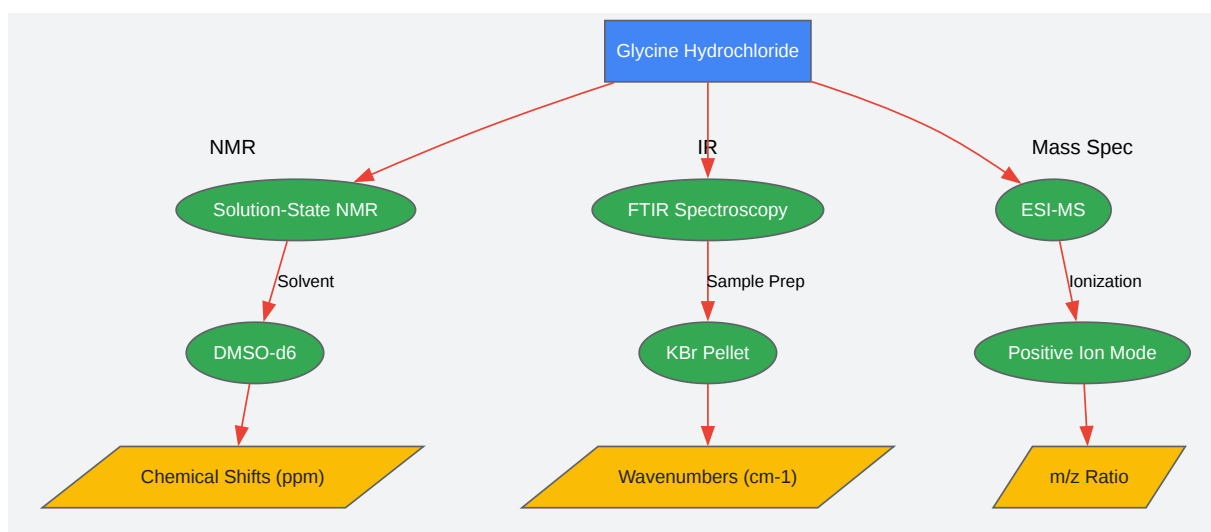 Glycine Hydrochloride
NMR
IR
Mass Spec
Solution-State NMR
FTIR Spectroscopy
ESI-MS
Solvent
Sample Prep
Ionization
DMSO-d6
KBr Pellet
Positive Ion Mode
Chemical Shifts (ppm)
Wavenumbers (cm-1)
m/z Ratio